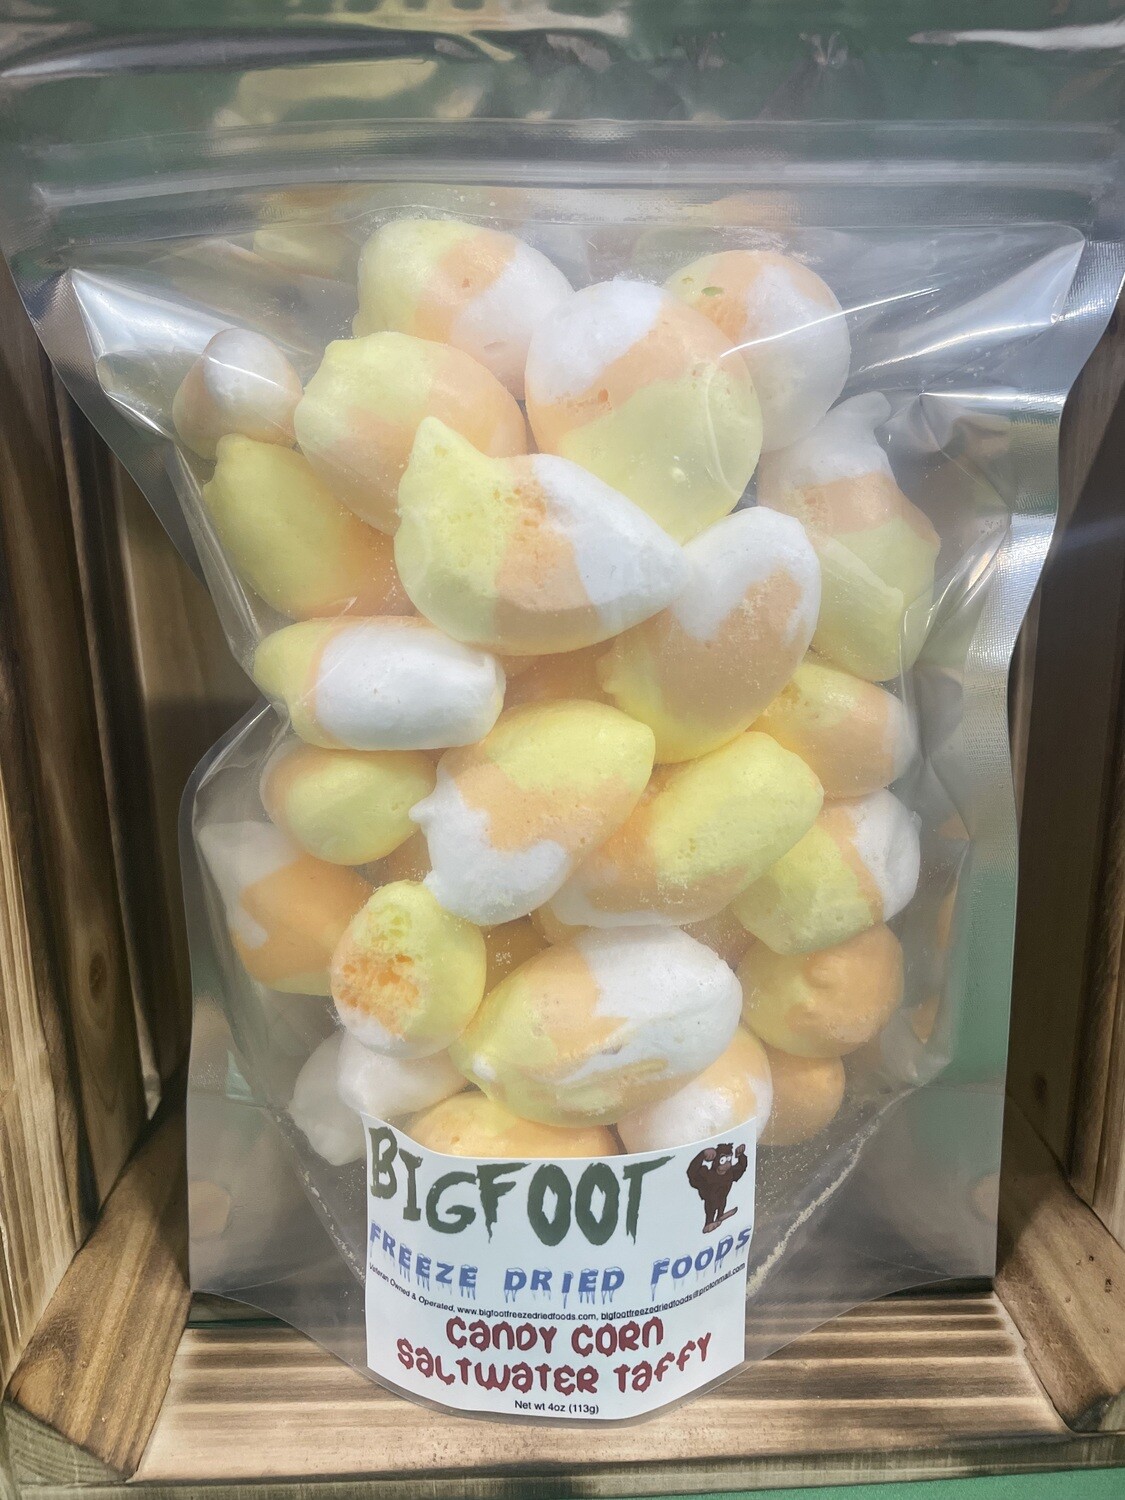 BIGFOOT
FREEZE DRIED FOODS
Veteran Owned & Operated, www.bigfootfreezedriedfoods.com, bigfootfreezedriedfoods@protonmail.com
CANDY CORN
SALTWATER TAFFY
Net wt 4oz (113g)